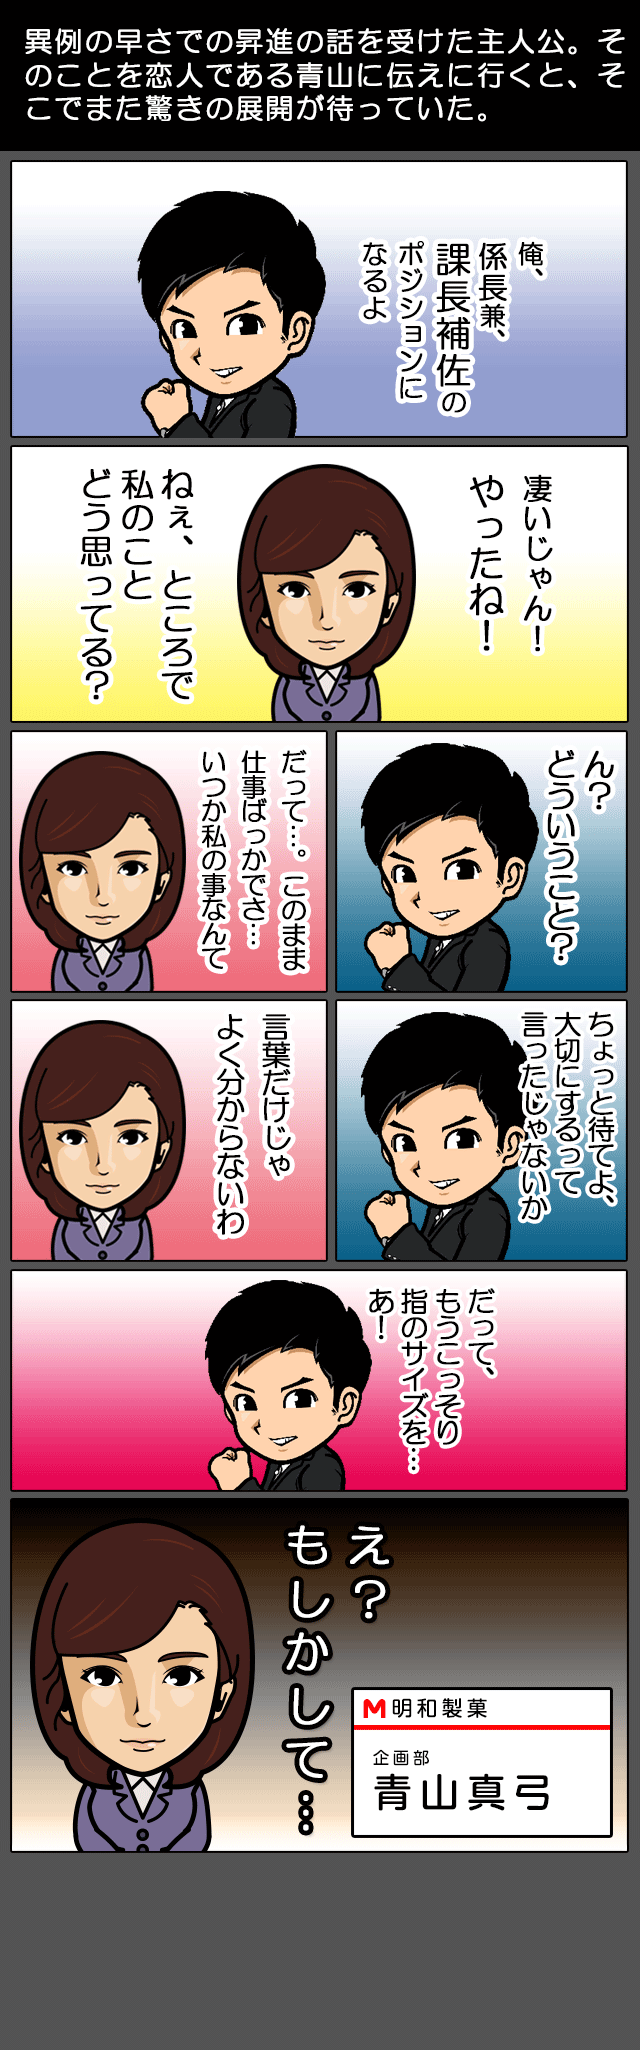 異例の早さでの昇進の話を受けた主人公。そ
のことを恋人である青山に伝えに行くと、そ
こでまた驚きの展開が待っていた。
俺、
係長兼、
課長補佐の
ポジションに
なるよ
凄いじゃん！
やったね！
ねぇ、ところで
私のこと
どう思ってる？
ん？
どういうこと？
だって…。このまま
仕事ばっかでさ…
いつか私の事なんて
ちょっと待てよ、
大切にするって
言ったじゃないか
言葉だけじゃ
よく分からないわ
だって、
もうこっそり
指のサイズを…
あ！
え？
もしかして…
M 明和製菓
企画部
青山真弓